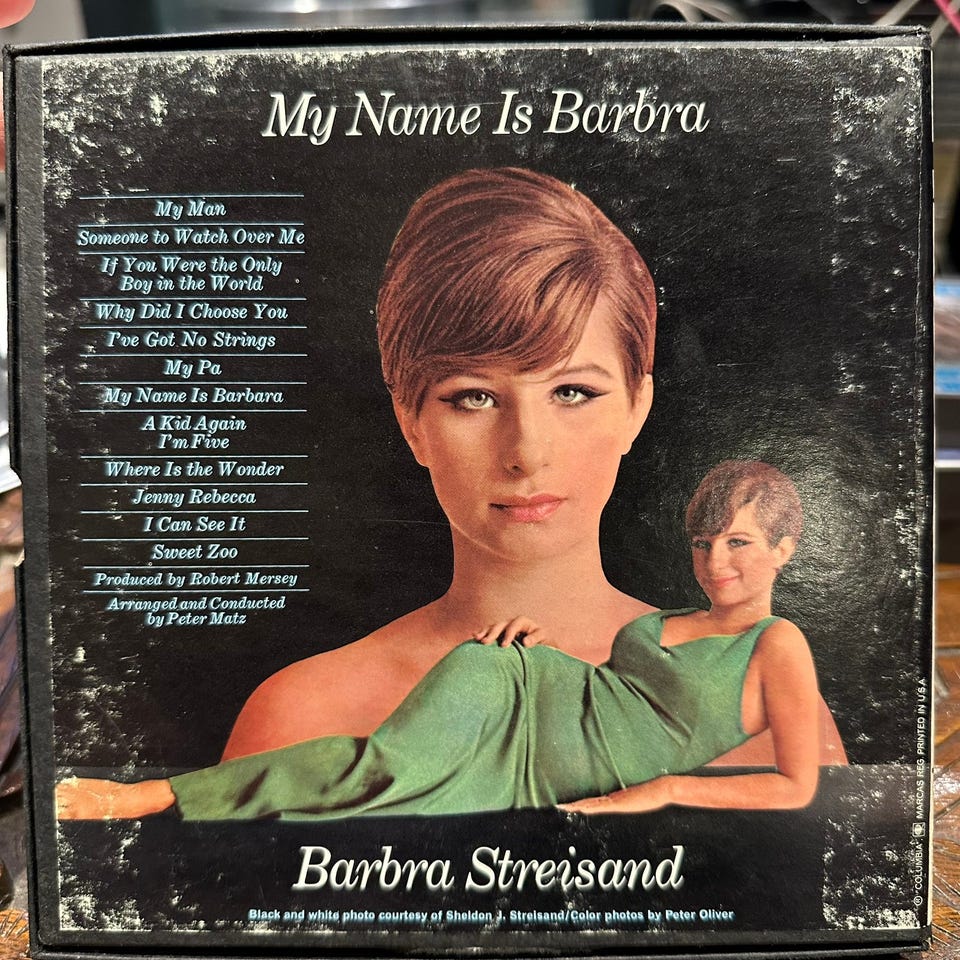 My Name Is Barbra
My Man
Someone to Watch Over Me
If You Were the Only
Boy in the World
Why Did I Choose You
I've Got No Strings
My Pa
My Name Is Barbara
A Kid Again
I'm Five
Where Is the Wonder
Jenny Rebecca
I Can See It
Sweet Zoo
Produced by Robert Mersey
Arranged and Conducted
by Peter Matz
Barbra Streisand
Black and white photo courtesy of Sheldon J. Streisand/Color photos by Peter Oliver
® "COLUMBIA", MARCAS REG. PRINTED IN U.S.A.